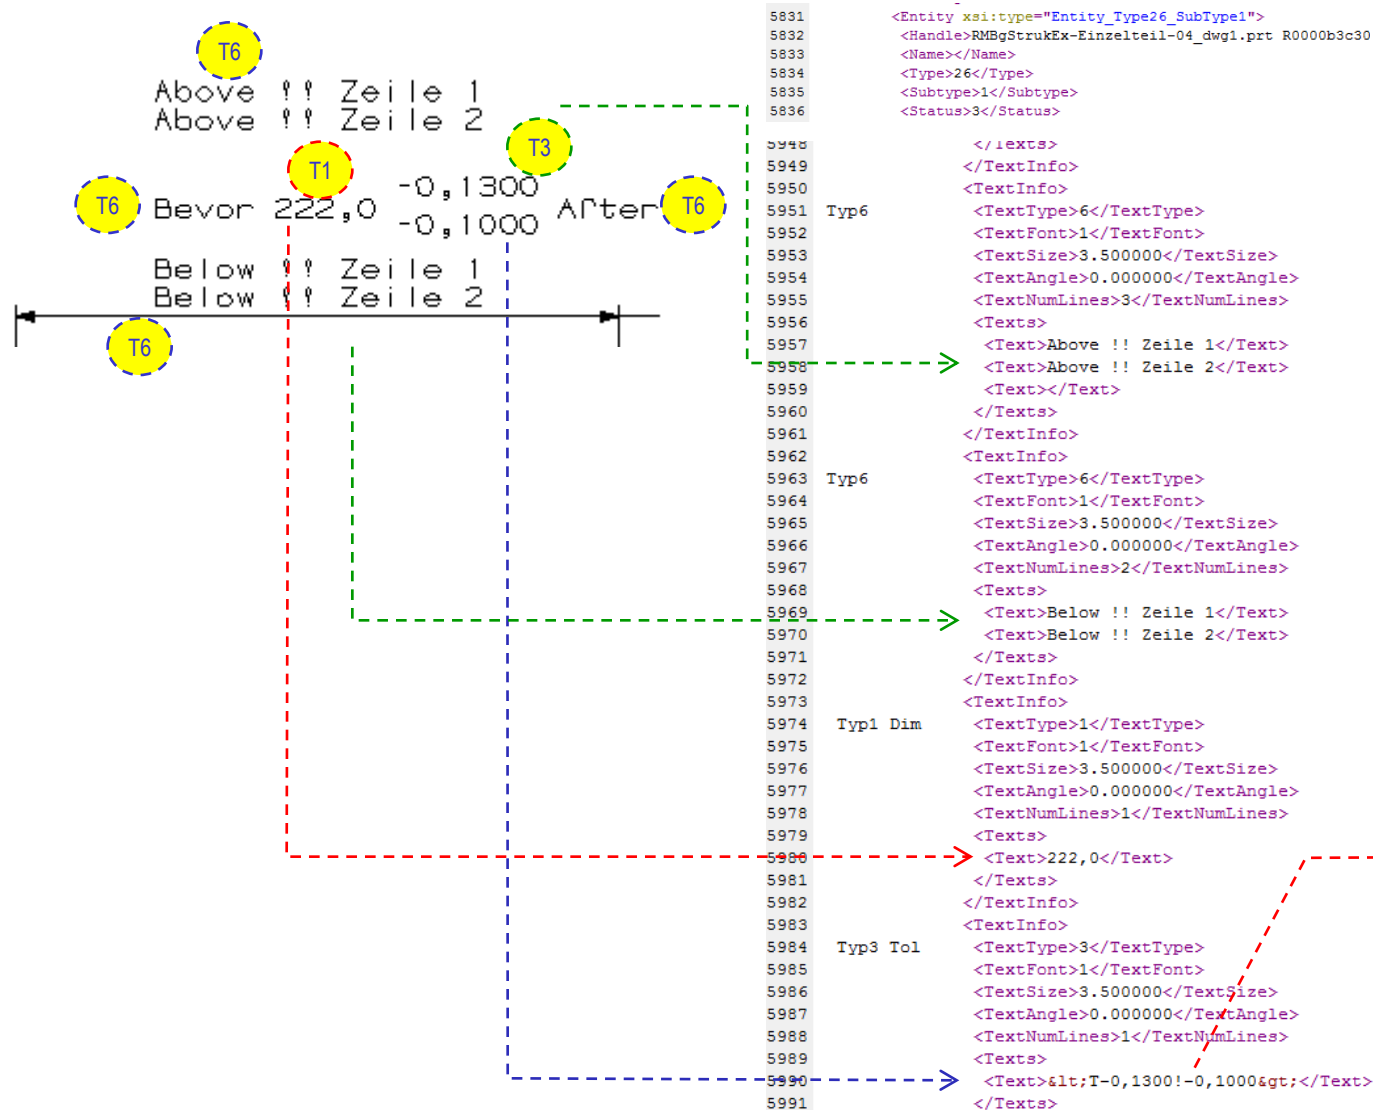 T6
Above !! Zeile 1
Above !! Zeile 2
T3
T1
T6 Bevor 222,0 -0,1300 -0,1000 After T6
Below !! Zeile 1
Below !! Zeile 2
T6
5831 <Entity xsi:type="Entity_Type26_SubType1">
5832 <Handle>RMBgStrukEx-Einzelteil-04_dwg1.prt R0000b3c30
5833 <Name></Name>
5834 <Type>26</Type>
5835 <Subtype>1</Subtype>
5836 <Status>3</Status>
5948 </Texts>
5949 </TextInfo>
5950 <TextInfo>
5951 Typ6 <TextType>6</TextType>
5952 <TextFont>1</TextFont>
5953 <TextSize>3.500000</TextSize>
5954 <TextAngle>0.000000</TextAngle>
5955 <TextNumLines>3</TextNumLines>
5956 <Texts>
5957 <Text>Above !! Zeile 1</Text>
5958 <Text>Above !! Zeile 2</Text>
5959 <Text></Text>
5960 </Texts>
5961 </TextInfo>
5962 <TextInfo>
5963 Typ6 <TextType>6</TextType>
5964 <TextFont>1</TextFont>
5965 <TextSize>3.500000</TextSize>
5966 <TextAngle>0.000000</TextAngle>
5967 <TextNumLines>2</TextNumLines>
5968 <Texts>
5969 <Text>Below !! Zeile 1</Text>
5970 <Text>Below !! Zeile 2</Text>
5971 </Texts>
5972 </TextInfo>
5973 <TextInfo>
5974 Typ1 Dim <TextType>1</TextType>
5975 <TextFont>1</TextFont>
5976 <TextSize>3.500000</TextSize>
5977 <TextAngle>0.000000</TextAngle>
5978 <TextNumLines>1</TextNumLines>
5979 <Texts>
5980 <Text>222,0</Text>
5981 </Texts>
5982 </TextInfo>
5983 <TextInfo>
5984 Typ3 Tol <TextType>3</TextType>
5985 <TextFont>1</TextFont>
5986 <TextSize>3.500000</TextSize>
5987 <TextAngle>0.000000</TextAngle>
5988 <TextNumLines>1</TextNumLines>
5989 <Texts>
5990 <Text>&lt;T-0,1300!-0,1000&gt;</Text>
5991 </Texts>